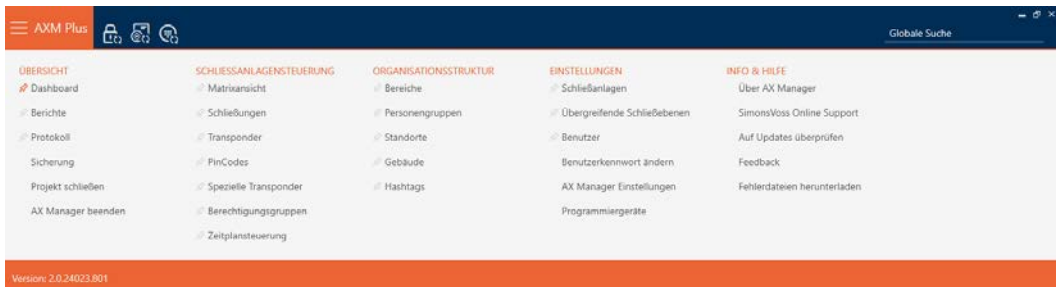 AXM Plus
Globale Suche
ÜBERSICHT
Dashboard
Berichte
Protokoll
Sicherung
Projekt schließen
AX Manager beenden
SCHLIESSANLAGENSTEUERUNG
Matrixansicht
Schließungen
Transponder
PinCodes
Spezielle Transponder
Berechtigungsgruppen
Zeitplansteuerung
ORGANISATIONSSTRUKTUR
Bereiche
Personengruppen
Standorte
Gebäude
Hashtags
EINSTELLUNGEN
Schließanlagen
Übergreifende Schließebenen
Benutzer
Benutzerkennwort ändern
AX Manager Einstellungen
Programmiergeräte
INFO & HILFE
Über AX Manager
SimonsVoss Online Support
Auf Updates überprüfen
Feedback
Fehlerdateien herunterladen
Version: 2.0.24023.801